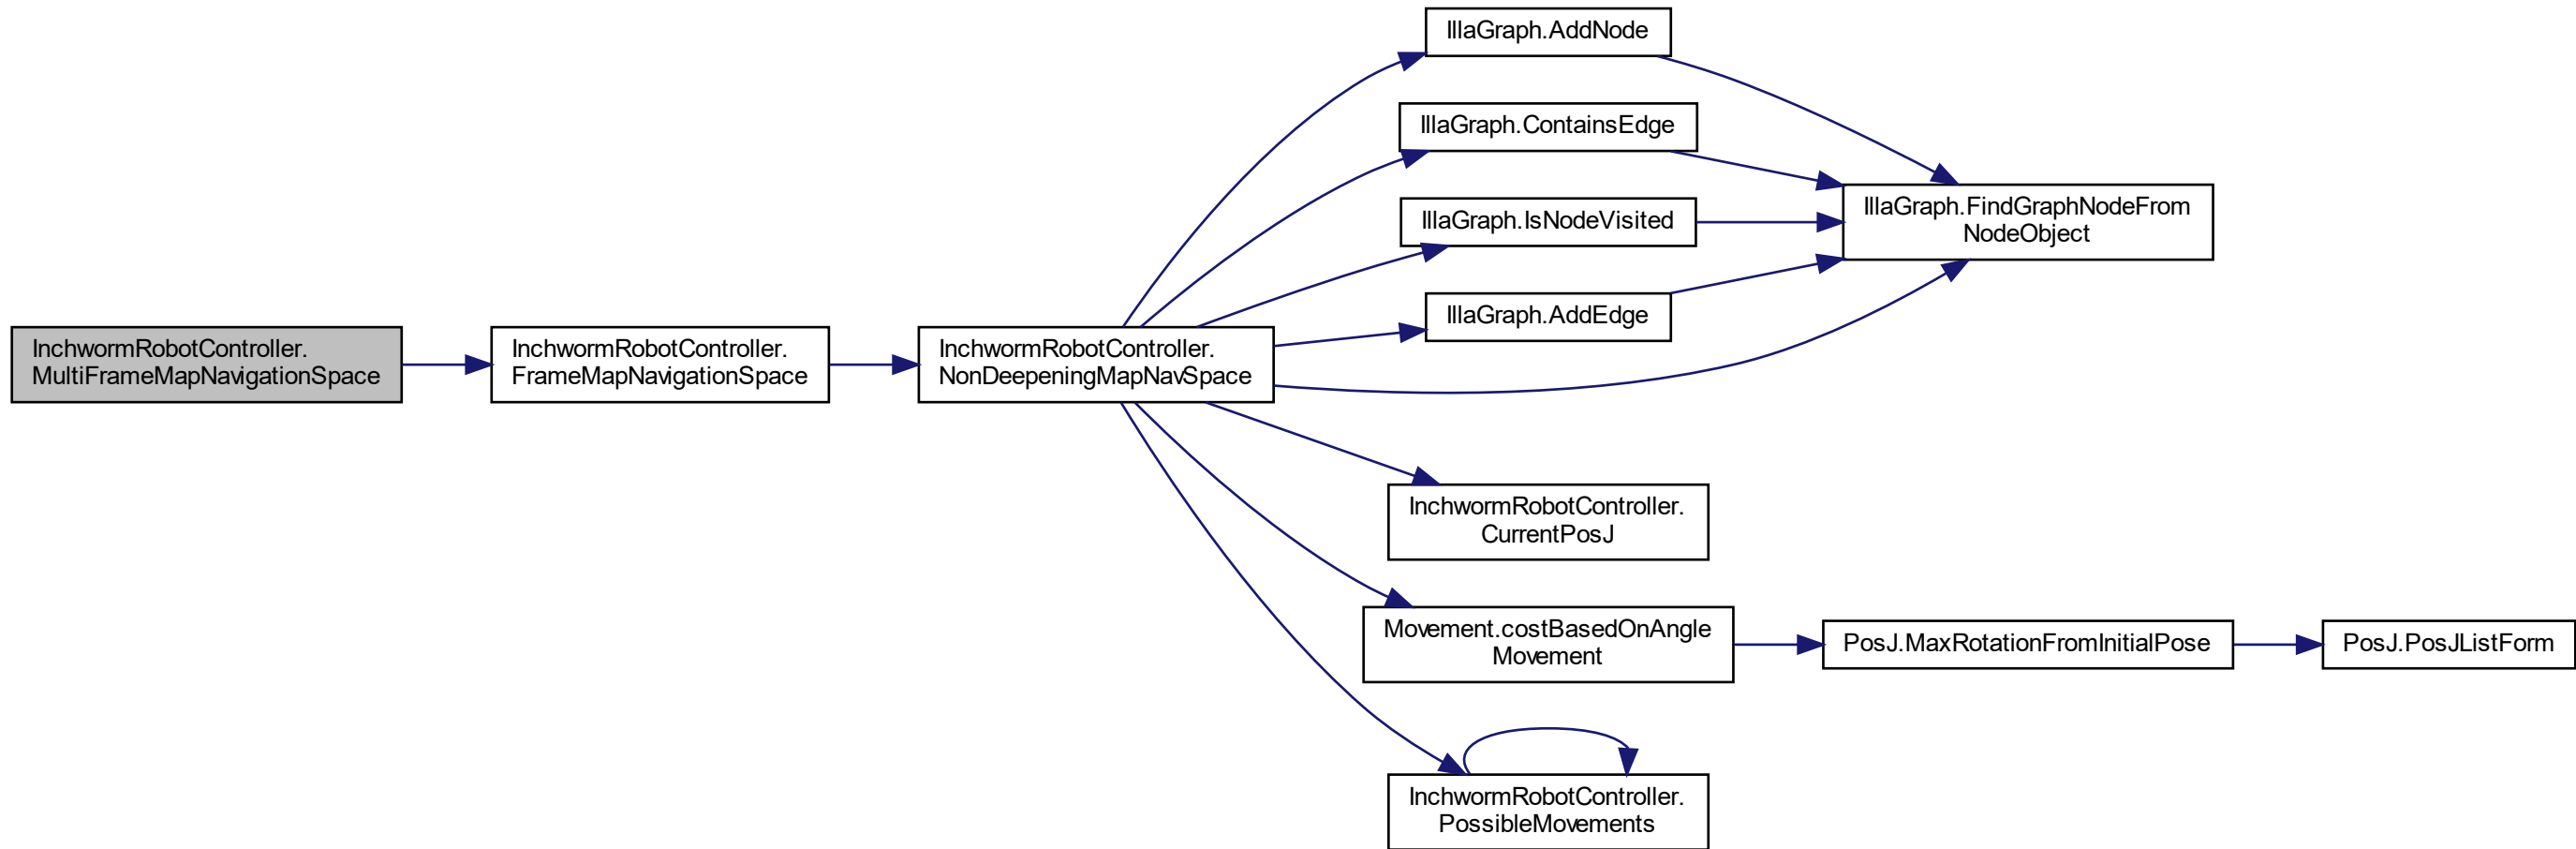 IllaGraph.AddNode
IllaGraph.ContainsEdge
IllaGraph.IsNodeVisited
IllaGraph.FindGraphNodeFrom
NodeObject
IllaGraph.AddEdge
InchwormRobotController.
MultiFrameMapNavigationSpace
InchwormRobotController.
FrameMapNavigationSpace
InchwormRobotController.
NonDeepeningMapNavSpace
InchwormRobotController.
CurrentPosJ
Movement.costBasedOnAngle
Movement
PosJ.MaxRotationFromInitialPose
PosJ.PosJListForm
InchwormRobotController.
PossibleMovements